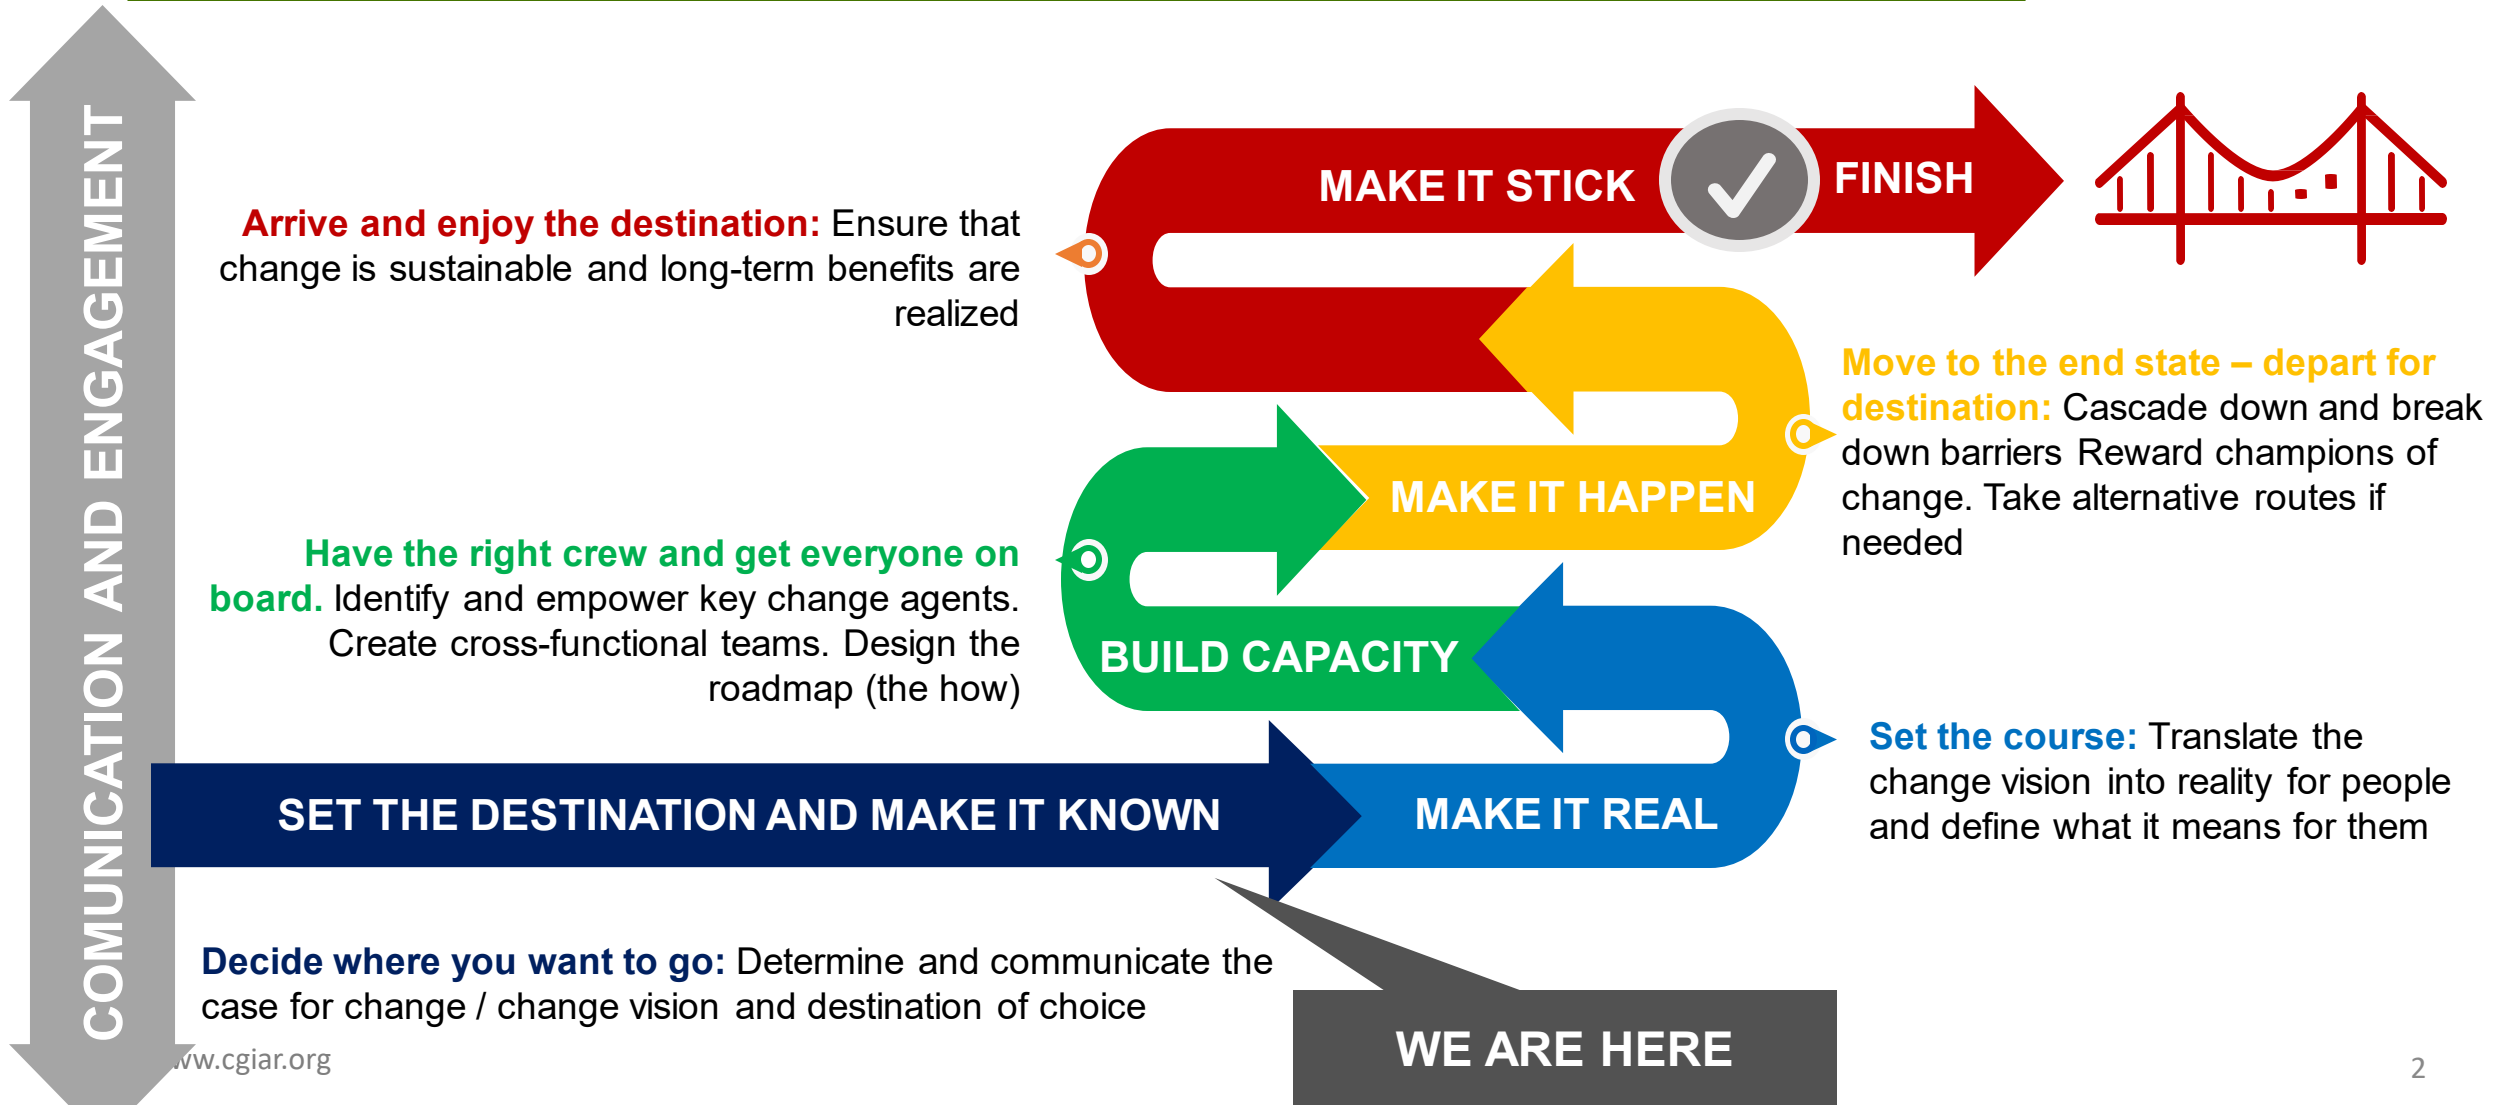 COMUNICATION AND ENGAGEMENT
MAKE IT STICK
FINISH
Arrive and enjoy the destination: Ensure that
change is sustainable and long-term benefits are
realized
Move to the end state – depart for
destination: Cascade down and break
down barriers Reward champions of
change. Take alternative routes if
needed
MAKE IT HAPPEN
Have the right crew and get everyone on
board. Identify and empower key change agents.
Create cross-functional teams. Design the
roadmap (the how)
BUILD CAPACITY
Set the course: Translate the
change vision into reality for people
and define what it means for them
SET THE DESTINATION AND MAKE IT KNOWN
MAKE IT REAL
Decide where you want to go: Determine and communicate the
case for change / change vision and destination of choice
WE ARE HERE
ww.cgiar.org
2